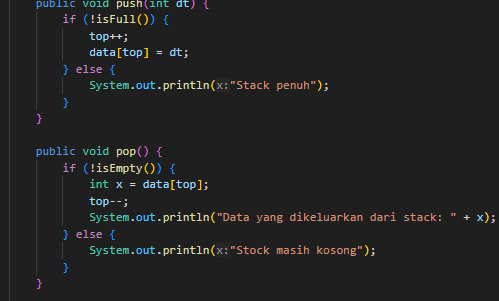 public void push(int dt) {
if (!isFull()) {
top++;
data[top] = dt;
} else {
System.out.println(x:"Stack penuh");
}
}
public void pop() {
if (!isEmpty()) {
int x = data[top];
top--;
System.out.println("Data yang dikeluarkan dari stack: " + x);
} else {
System.out.println(x:"Stock masih kosong");
}
}